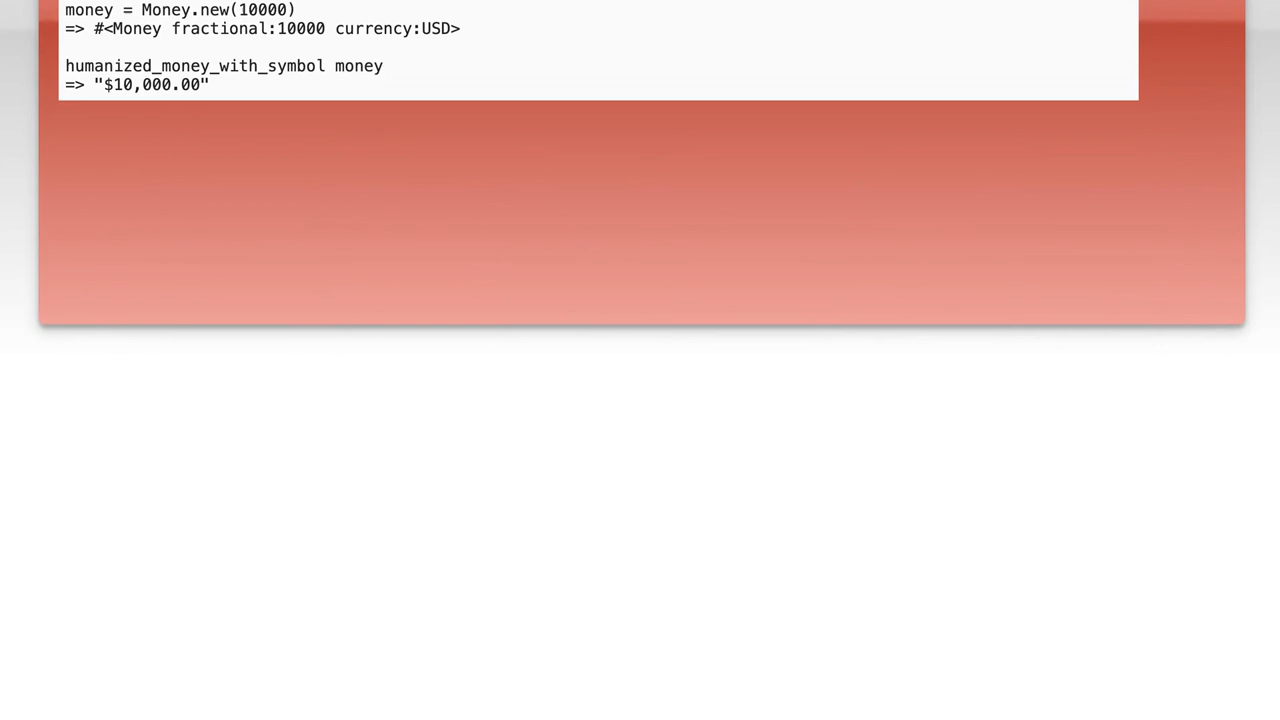 money = Money.new(10000)
=> #<Money fractional:10000 currency:USD>
humanized_money_with_symbol money
=> "$10,000.00"